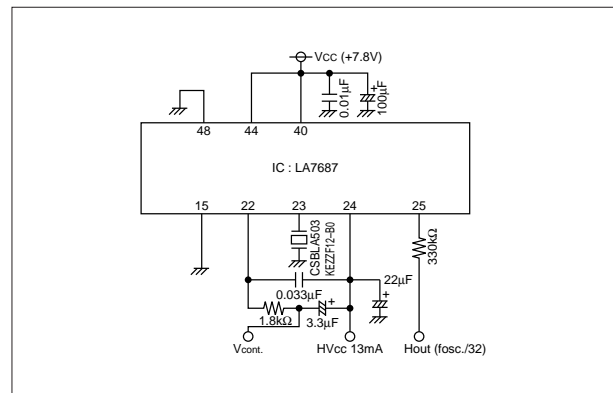 VCC (+7.8V)
0.01μF
100μF
+
48
44
40
IC : LA7687
15
22
23
24
25
CSBLA503
KEZZF12-B0
330kΩ
0.033μF
22μF
+
1.8kΩ
3.3μF
+
Vcont.
HVcc 13mA
Hout (fosc./32)